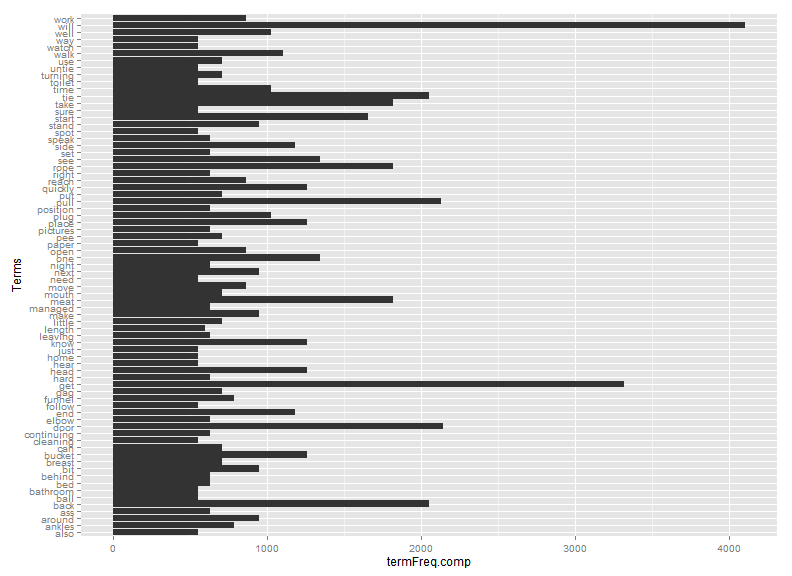 work
will
well
way
watch
walk
use
untie
turning
toilet
time
tie
take
sure
start
stand
spot
speak
side
set
see
rope
right
reach
quickly
put
pull
position
plug
place
pictures
pee
paper
open
one
night
next
need
move
mouth
meat
managed
make
little
length
leaving
know
just
home
hear
head
hard
get
gag
funnel
follow
end
elbow
door
continuing
cleaning
can
bucket
breast
bit
behind
bed
bathroom
ball
back
ass
around
ankles
also
Terms
0 1000 2000 3000 4000
termFreq.comp